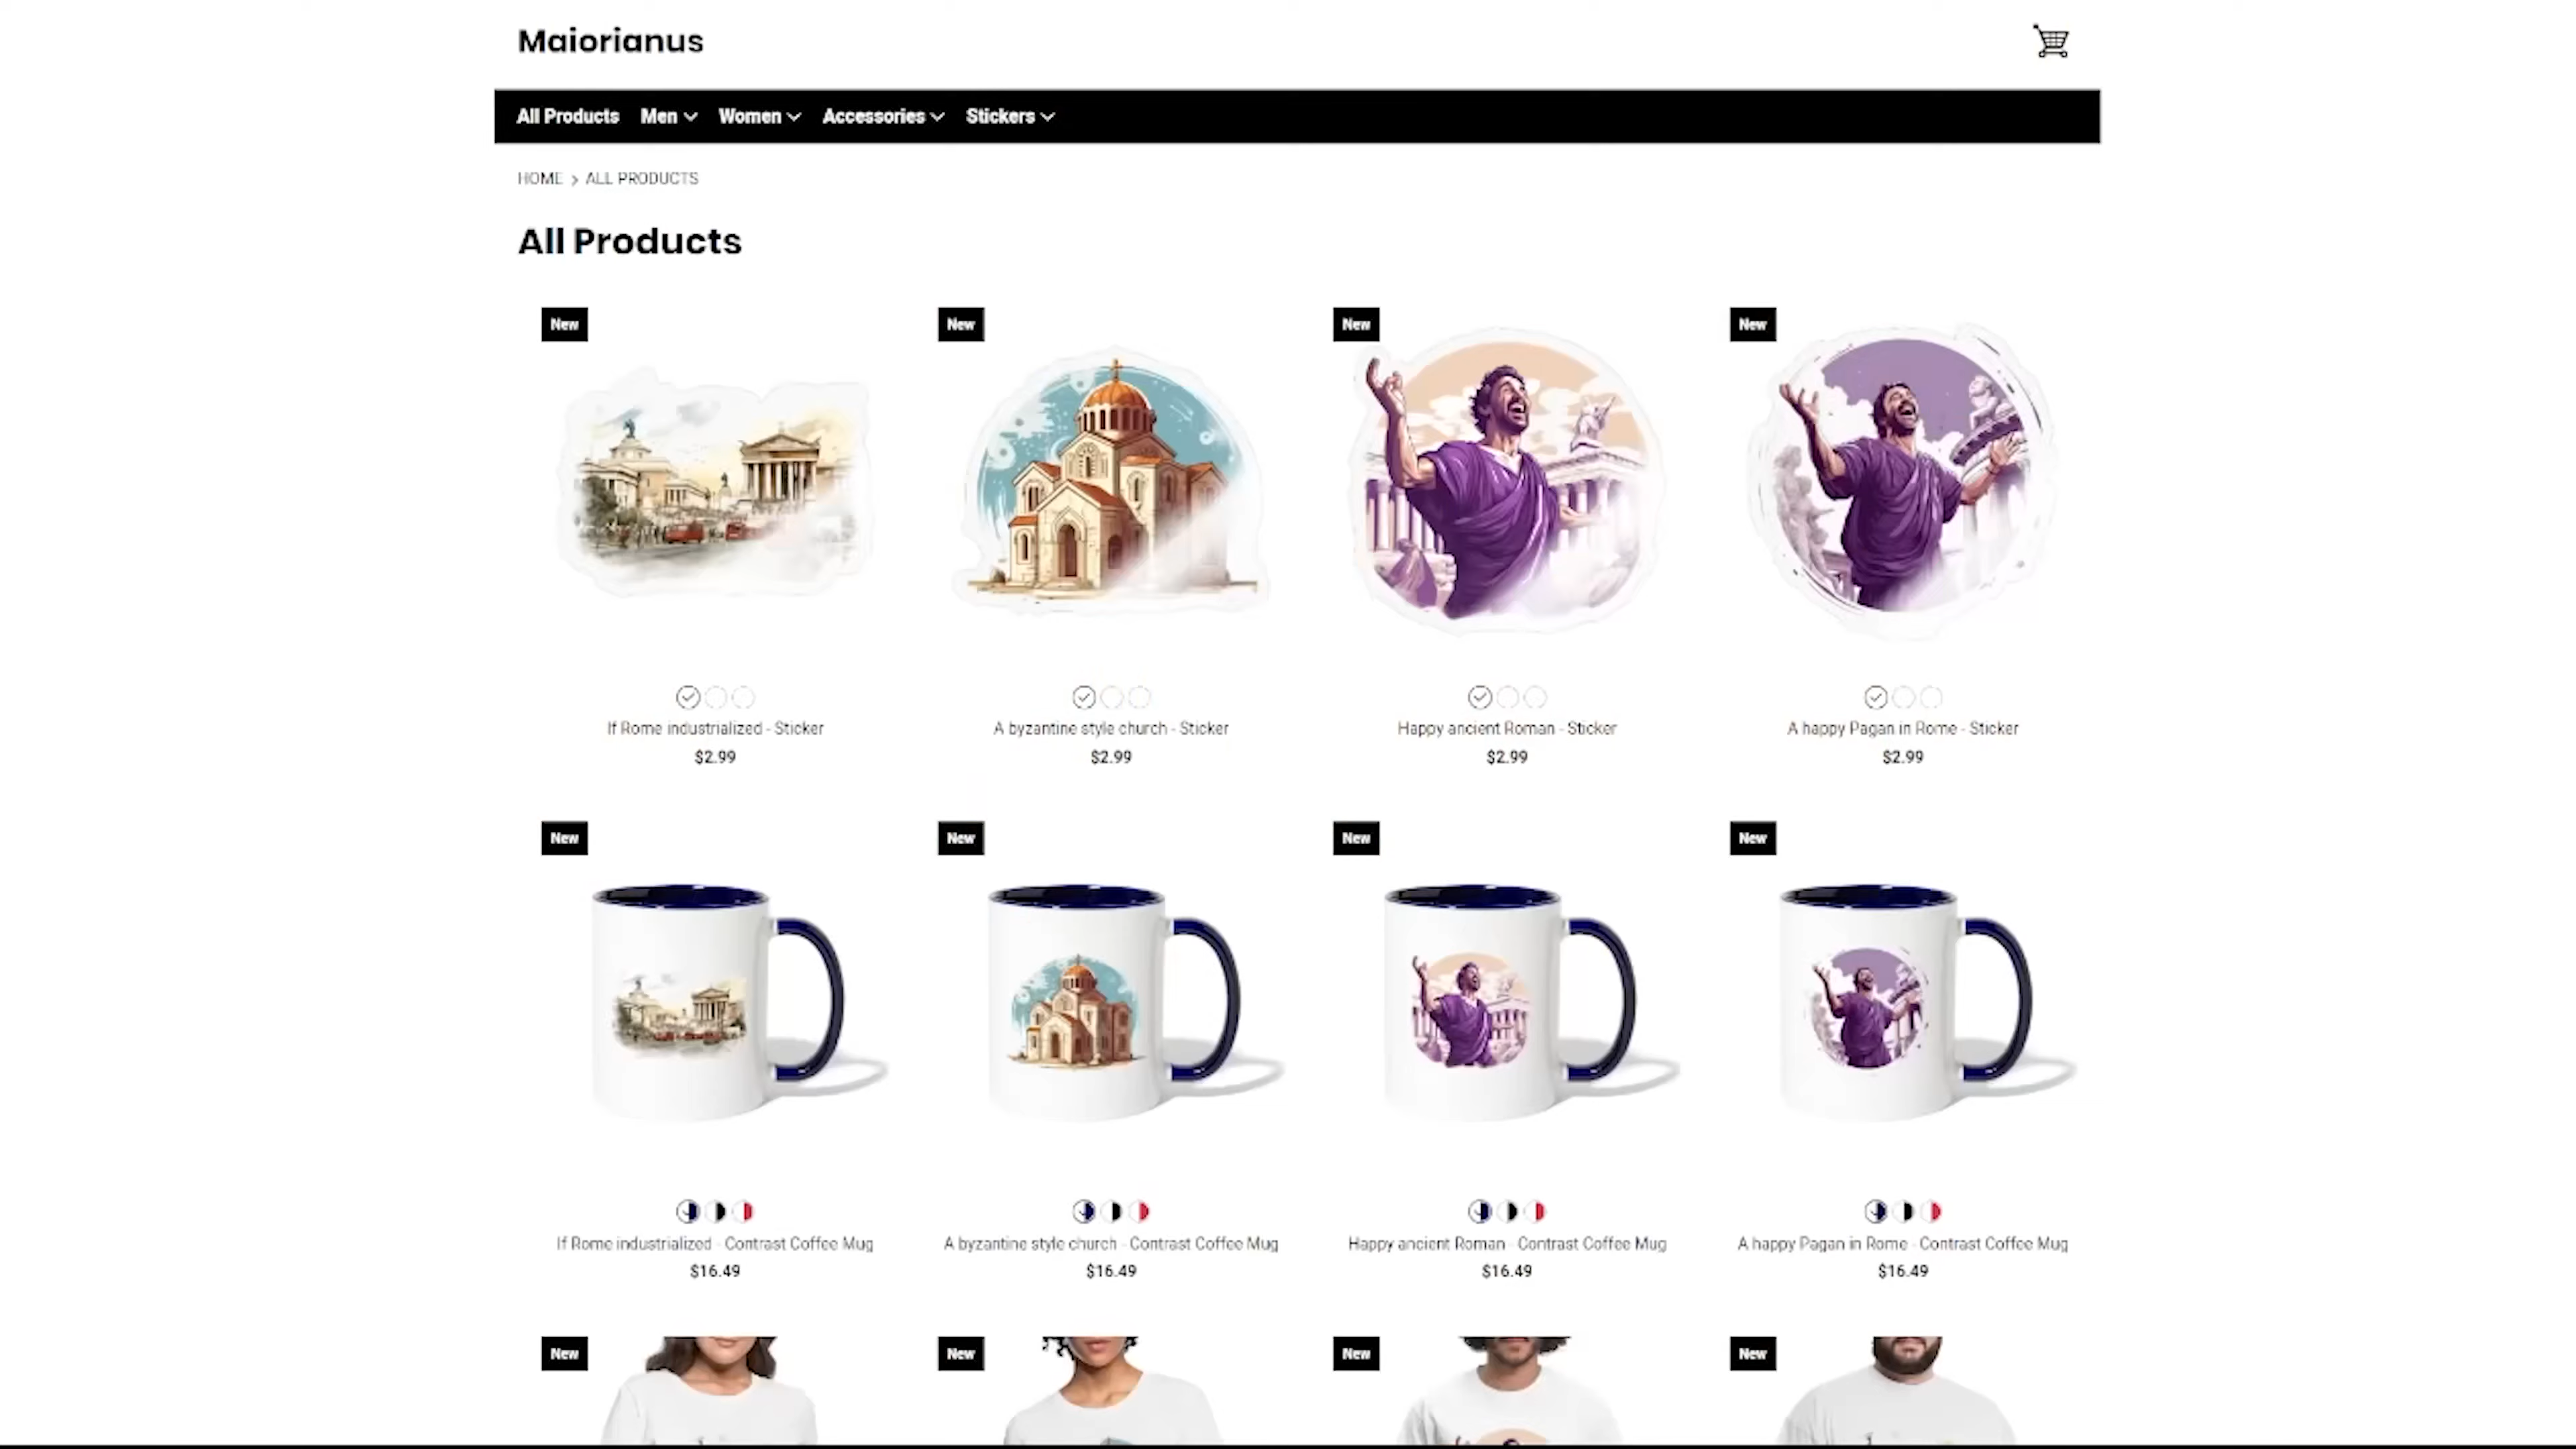 Maiorianus
All Products Men Women Accessories Stickers
HOME > ALL PRODUCTS
All Products
New New New New
If Rome industrialized - Sticker
$2.99
A byzantine style church - Sticker
$2.99
Happy ancient Roman - Sticker
$2.99
A happy Pagan in Rome - Sticker
$2.99
New New New New
If Rome industrialized - Contrast Coffee Mug
$16.49
A byzantine style church - Contrast Coffee Mug
$16.49
Happy ancient Roman - Contrast Coffee Mug
$16.49
A happy Pagan in Rome - Contrast Coffee Mug
$16.49
New New New New